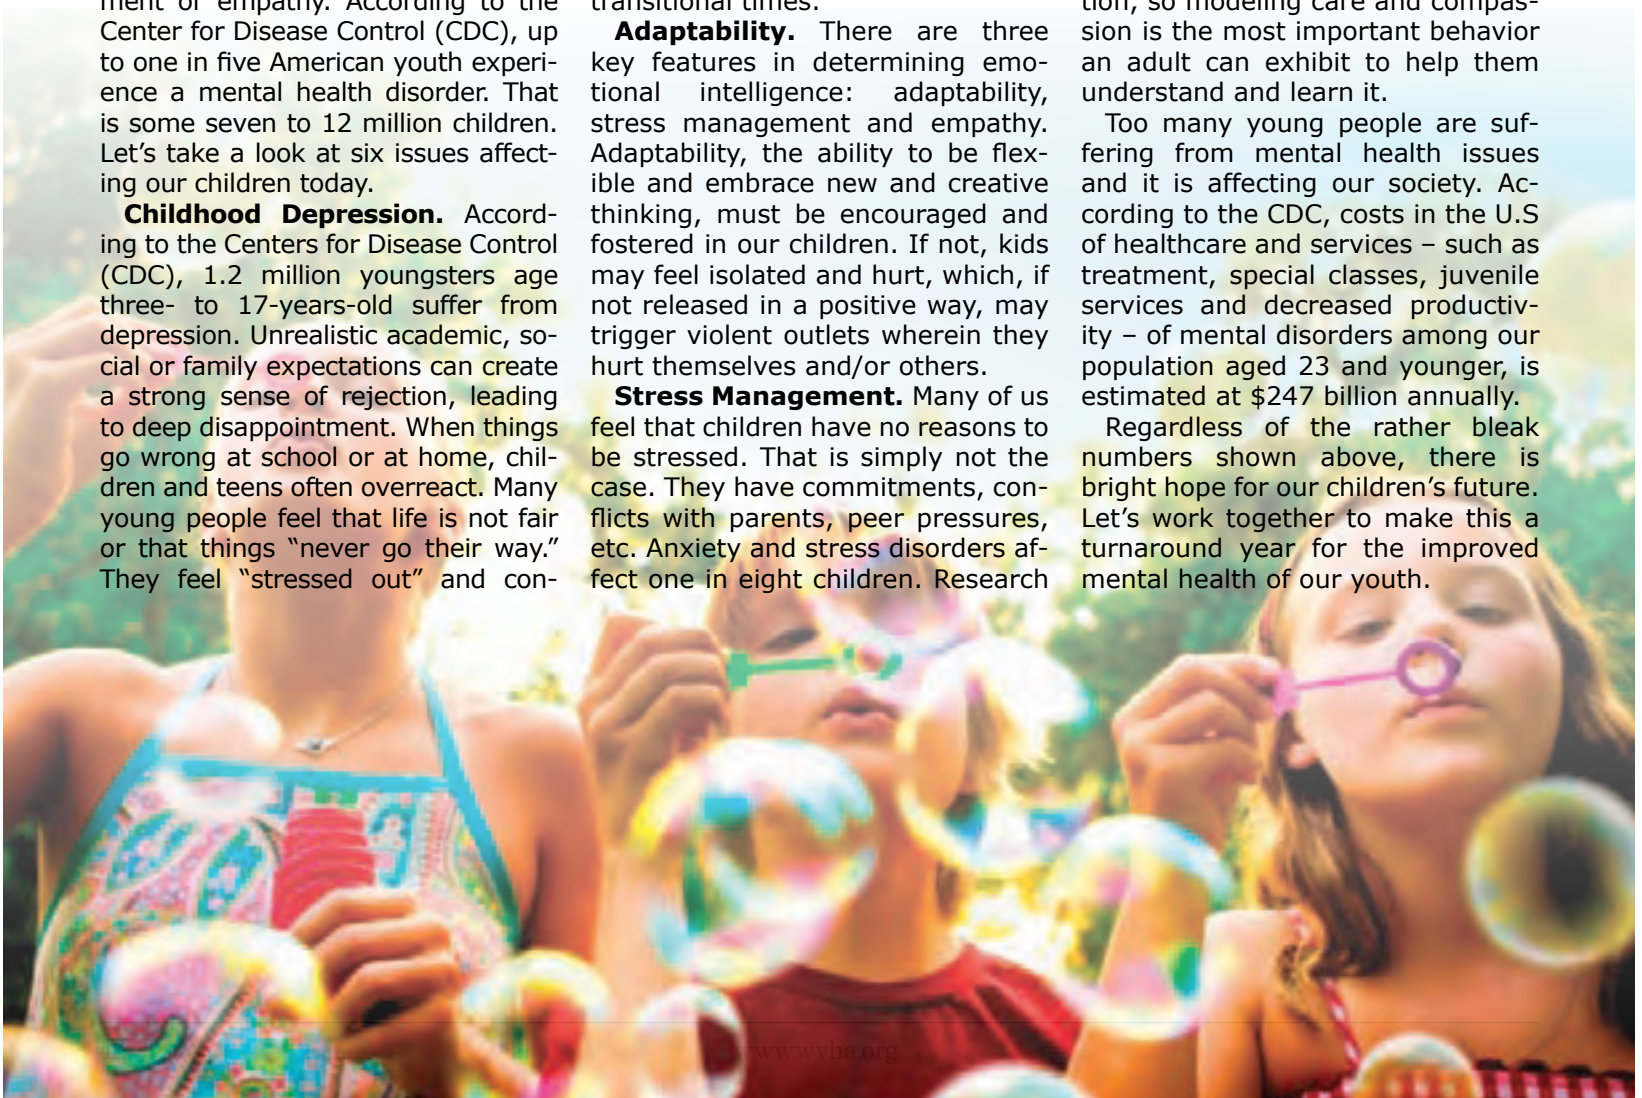 ment of empathy. According to the
Center for Disease Control (CDC), up
to one in five American youth experi-
ence a mental health disorder. That
is some seven to 12 million children.
Let’s take a look at six issues affect-
ing our children today.
Childhood Depression. Accord-
ing to the Centers for Disease Control
(CDC), 1.2 million youngsters age
three- to 17-years-old suffer from
depression. Unrealistic academic, so-
cial or family expectations can create
a strong sense of rejection, leading
to deep disappointment. When things
go wrong at school or at home, chil-
dren and teens often overreact. Many
young people feel that life is not fair
or that things “never go their way.”
They feel “stressed out” and con-
transitional times.
Adaptability. There are three
key features in determining emo-
tional intelligence: adaptability,
stress management and empathy.
Adaptability, the ability to be flex-
ible and embrace new and creative
thinking, must be encouraged and
fostered in our children. If not, kids
may feel isolated and hurt, which, if
not released in a positive way, may
trigger violent outlets wherein they
hurt themselves and/or others.
Stress Management. Many of us
feel that children have no reasons to
be stressed. That is simply not the
case. They have commitments, con-
flicts with parents, peer pressures,
etc. Anxiety and stress disorders af-
fect one in eight children. Research
tion, so modeling care and compas-
sion is the most important behavior
an adult can exhibit to help them
understand and learn it.
Too many young people are suf-
fering from mental health issues
and it is affecting our society. Ac-
cording to the CDC, costs in the U.S
of healthcare and services – such as
treatment, special classes, juvenile
services and decreased productiv-
ity – of mental disorders among our
population aged 23 and younger, is
estimated at $247 billion annually.
Regardless of the rather bleak
numbers shown above, there is
bright hope for our children’s future.
Let’s work together to make this a
turnaround year for the improved
mental health of our youth.
www.wvba.org